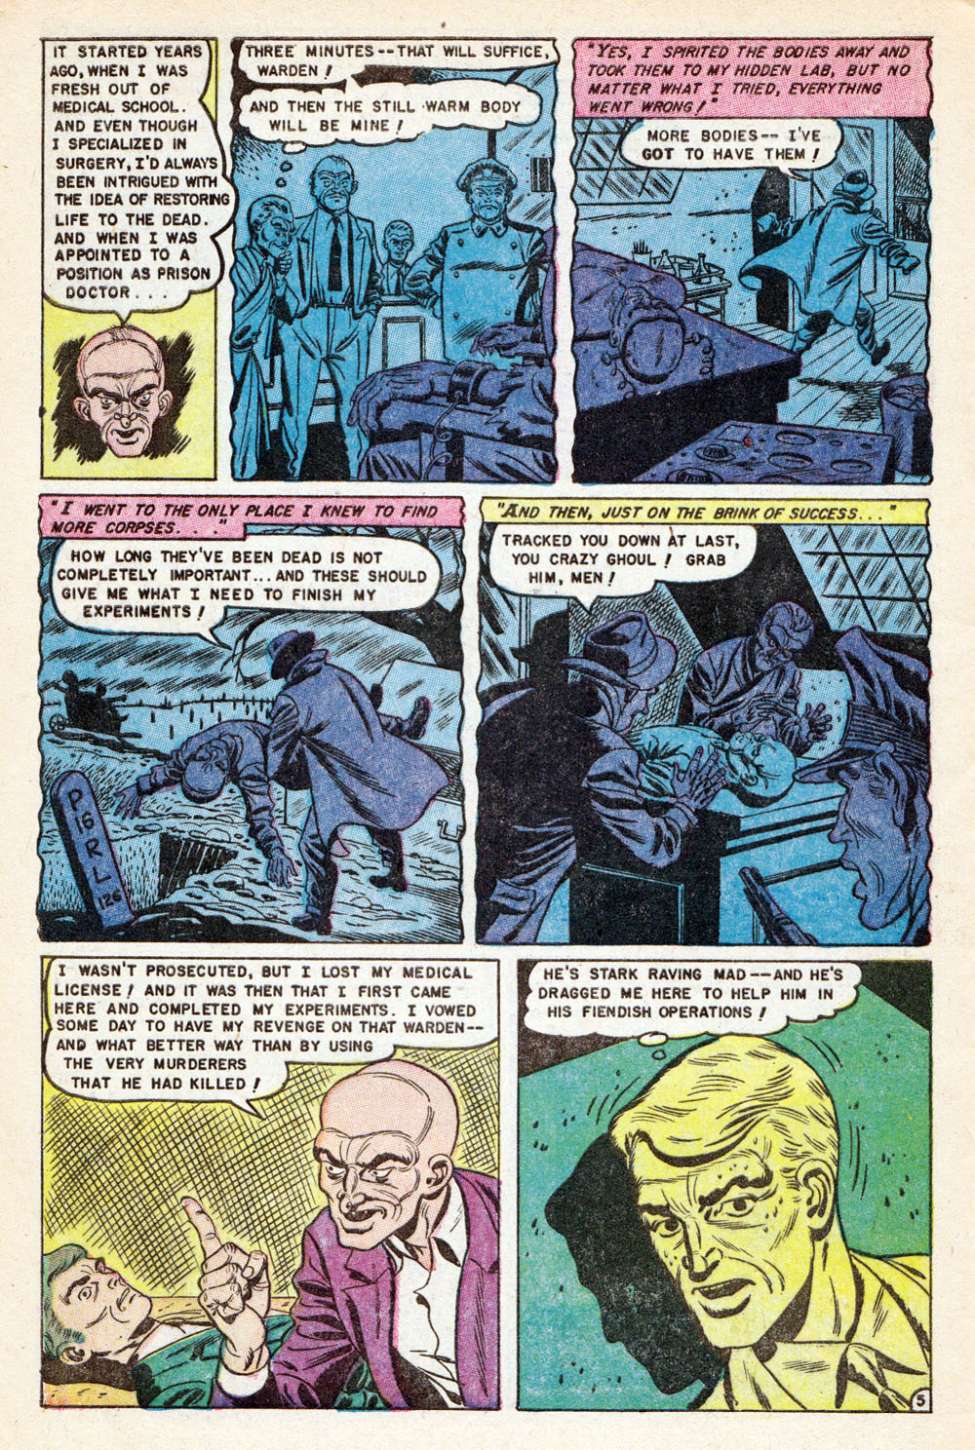 IT STARTED YEARS
AGO, WHEN I WAS
FRESH OUT OF
MEDICAL SCHOOL.
AND EVEN THOUGH
I SPECIALIZED IN
SURGERY, I'D ALWAYS
BEEN INTRIGUED WITH
THE IDEA OF RESTORING
LIFE TO THE DEAD.
AND WHEN I WAS
APPOINTED TO A
POSITION AS PRISON
DOCTOR...
THREE MINUTES--THAT WILL SUFFICE,
WARDEN!
AND THEN THE STILL WARM BODY
WILL BE MINE!
"YES, I SPIRITED THE BODIES AWAY AND
TOOK THEM TO MY HIDDEN LAB, BUT NO
MATTER WHAT I TRIED, EVERYTHING
WENT WRONG!"
MORE BODIES-- I'VE
GOT TO HAVE THEM!
"I WENT TO THE ONLY PLACE I KNEW TO FIND
MORE CORPSES..."
HOW LONG THEY'VE BEEN DEAD IS NOT
COMPLETELY IMPORTANT...AND THESE SHOULD
GIVE ME WHAT I NEED TO FINISH MY
EXPERIMENTS!
P
16
R
L
126
"AND THEN, JUST ON THE BRINK OF SUCCESS..."
TRACKED YOU DOWN AT LAST,
YOU CRAZY GHOUL! GRAB
HIM, MEN!
I WASN'T PROSECUTED, BUT I LOST MY MEDICAL
LICENSE! AND IT WAS THEN THAT I FIRST CAME
HERE AND COMPLETED MY EXPERIMENTS. I VOWED
SOME DAY TO HAVE MY REVENGE ON THAT WARDEN--
AND WHAT BETTER WAY THAN BY USING
THE VERY MURDERERS
THAT HE HAD KILLED!
HE'S STARK RAVING MAD--AND HE'S
DRAGGED ME HERE TO HELP HIM IN
HIS FIENDISH OPERATIONS!
5